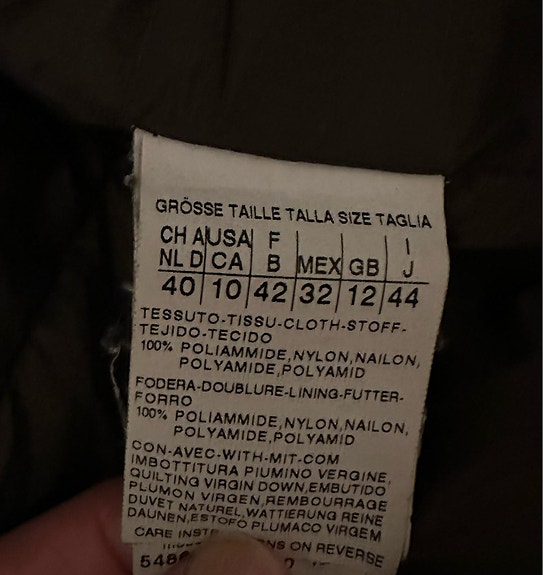 GRÖSSE TAILLE TALLA SIZE TAGLIA
CH A USA F I
NL D CA B MEX GB J
40 10 42 32 12 44
TESSUTO-TISSU-CLOTH-STOFF-
TEJIDO-TECIDO
100% POLIAMMIDE,NYLON,NAILON,
POLYAMIDE,POLYAMID
FODERA-DOUBLURE-LINING-FUTTER-
FORRO
100% POLIAMMIDE,NYLON,NAILON,
POLYAMIDE,POLYAMID
CON-AVEC-WITH-MIT-COM
IMBOTTITURA PIUMINO VERGINE,
QUILTING VIRGIN DOWN,EMBUTIDO
PLUMON VIRGEN,REMBOURRAGE
DUVET NATUREL,WATTIERUNG REINE
DAUNEN,ESTOFO PLUMACO VIRGEM
CARE ON REVERSE